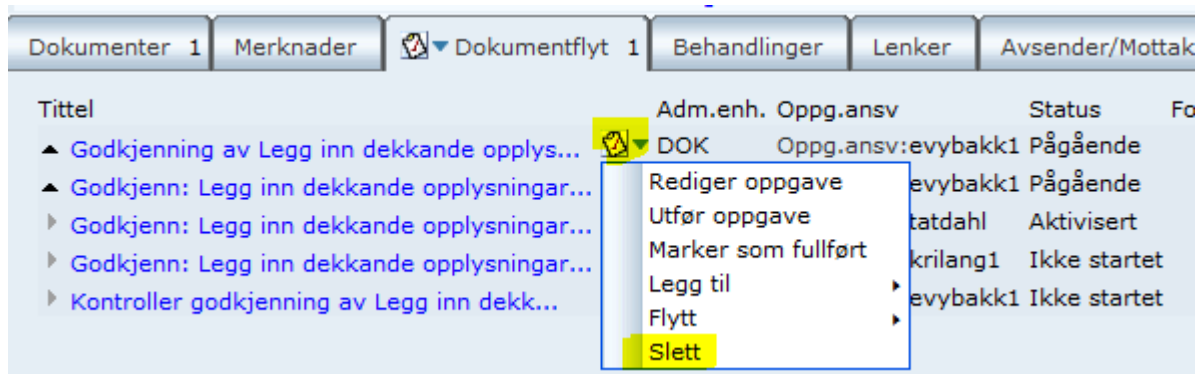 Dokumenter 1 Merknader Dokumentflyt 1 Behandlinger Lenker Avsender/Mottak
Tittel Adm.enh. Oppg.ansv Status Fo
Godkjenning av Legg inn dekkande opplys... DOK Oppg.ansv:evybakk1 Pågående
Godkjenn: Legg inn dekkande opplysningar... Rediger oppgave evybakk1 Pågående
Godkjenn: Legg inn dekkande opplysningar... Utfør oppgave tatdahl Aktivisert
Marker som fullført
Godkjenn: Legg inn dekkande opplysningar... krilang1 Ikke startet
Legg til
Kontroller godkjenning av Legg inn dekk... evybakk1 Ikke startet
Flytt
Slett